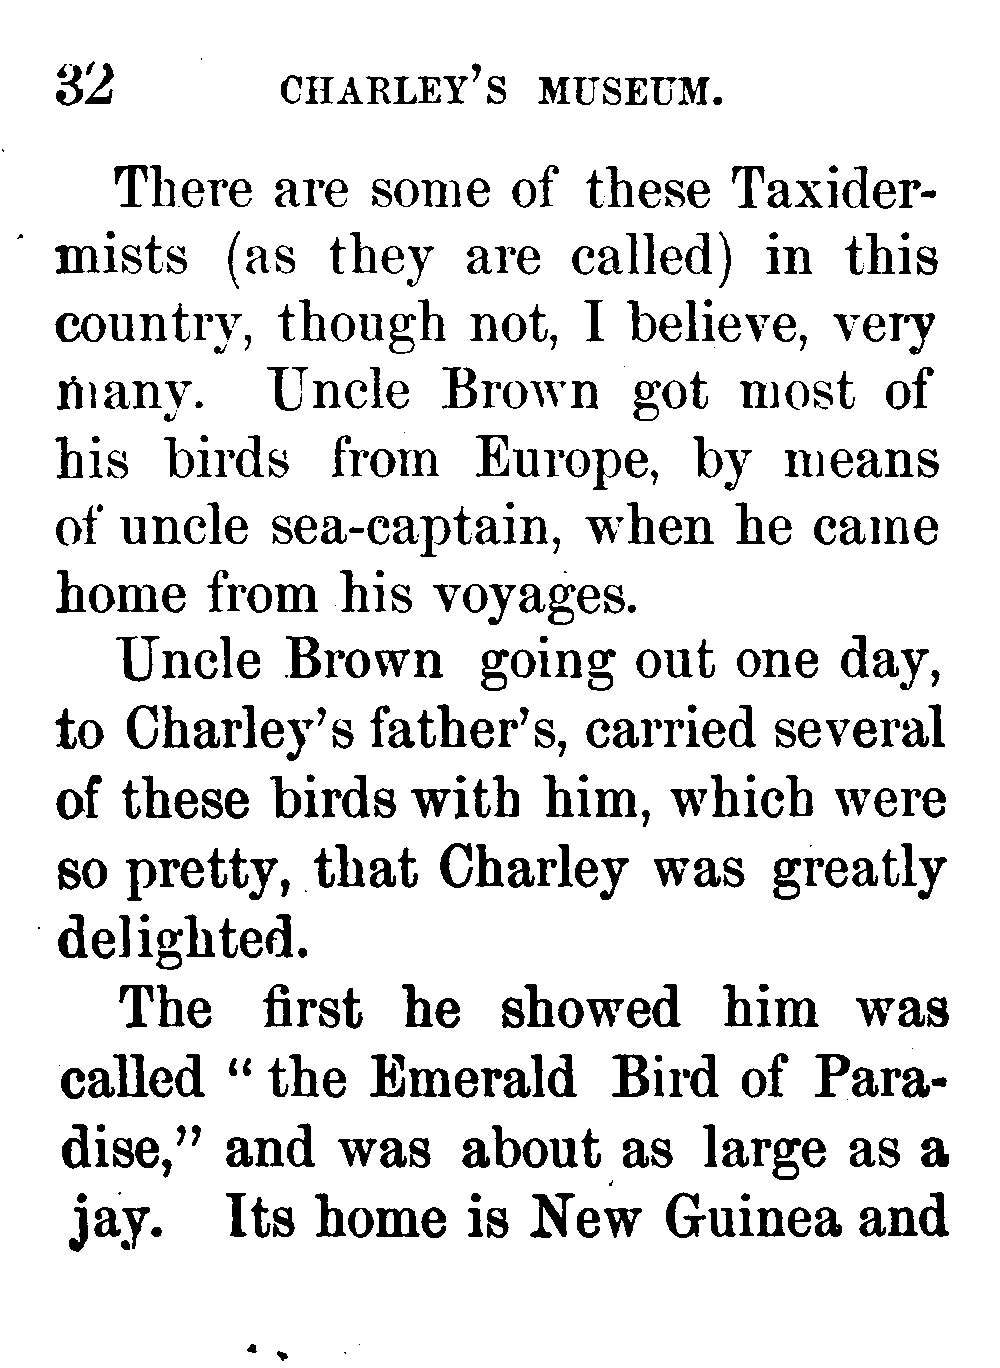 32 CHARLEY'S MUSEUM.
There are some of these Taxider-
mists (as they are called) in this
country, though not, I believe, very
many. Uncle Brown got most of
his birds from Europe, by means
of uncle sea-captain, when he came
home from his voyages.
Uncle Brown going out one day,
to Charley's father's, carried several
of these birds with him, which were
so pretty, that Charley was greatly
delighted.
The first he showed him was
called “ the Emerald Bird of Para-
dise,” and was about as large as a
jay. Its home is New Guinea and